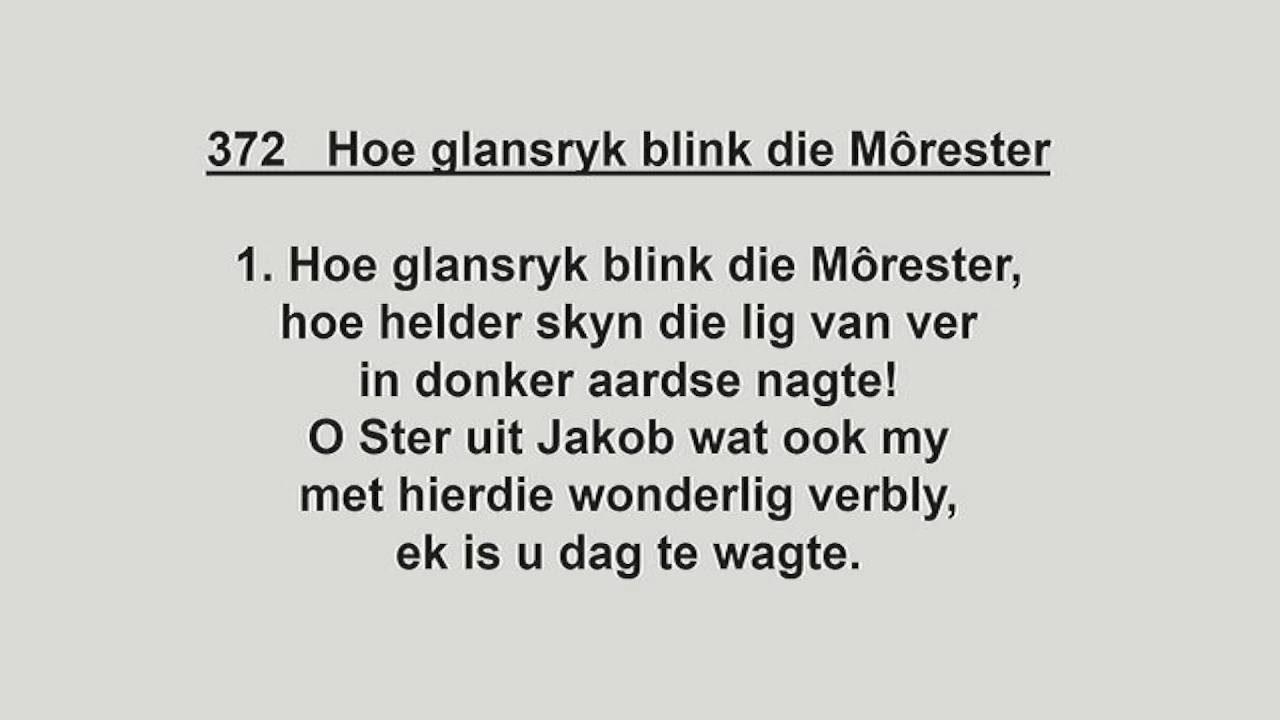 372 Hoe glansryk blink die Môrester
1. Hoe glansryk blink die Môrester,
hoe helder skyn die lig van ver
in donker aardse nagte!
O Ster uit Jakob wat ook my
met hierdie wonderlig verbly,
ek is u dag te wagte.